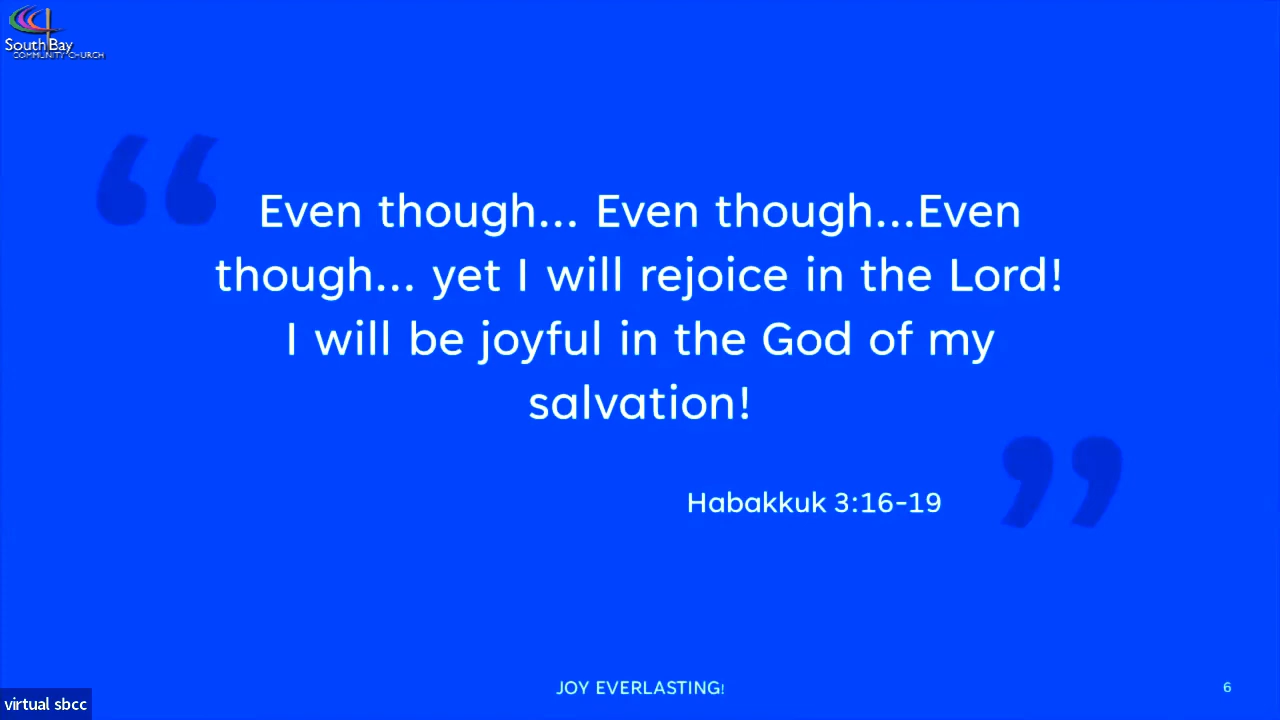 South Bay
COMMUNITY CHURCH
Even though... Even though...Even
though... yet I will rejoice in the Lord!
I will be joyful in the God of my
salvation!
Habakkuk 3:16-19
JOY EVERLASTING!
6
virtual sbcc